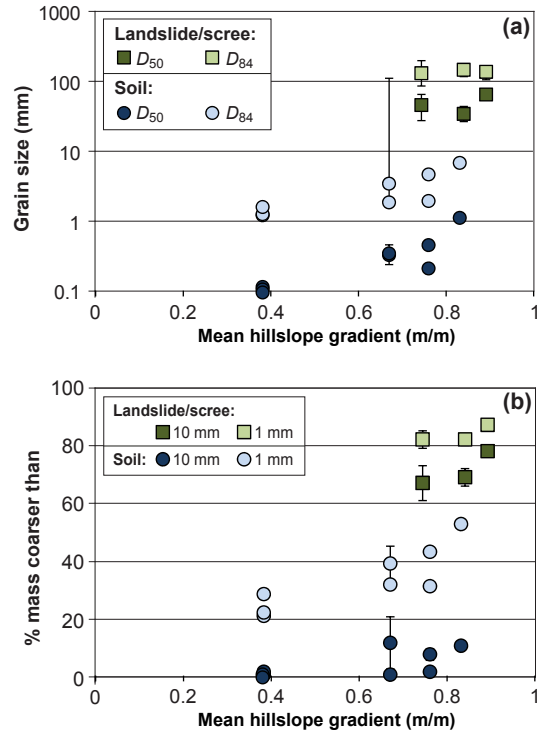 (a)
Landslide/scree:
D50 D84
Soil:
D50 D84
Grain size (mm)
1000
100
10
1
0.1
0 0.2 0.4 0.6 0.8 1
Mean hillslope gradient (m/m)
(b)
Landslide/scree:
10 mm 1 mm
Soil: 10 mm 1 mm
% mass coarser than
100
80
60
40
20
0
0 0.2 0.4 0.6 0.8 1
Mean hillslope gradient (m/m)